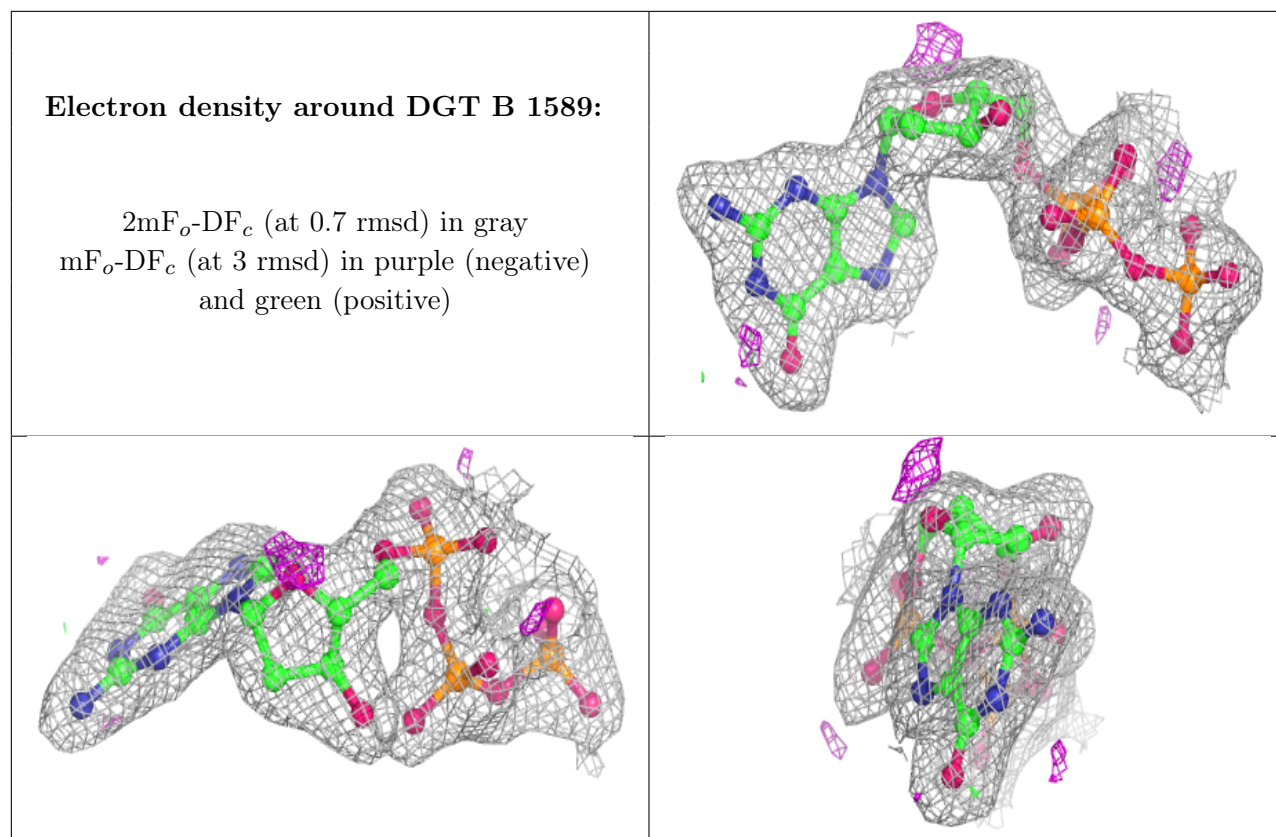 Electron density around DGT B 1589:
2mFₒ-DF𝒸 (at 0.7 rmsd) in gray
mFₒ-DF𝒸 (at 3 rmsd) in purple (negative)
and green (positive)